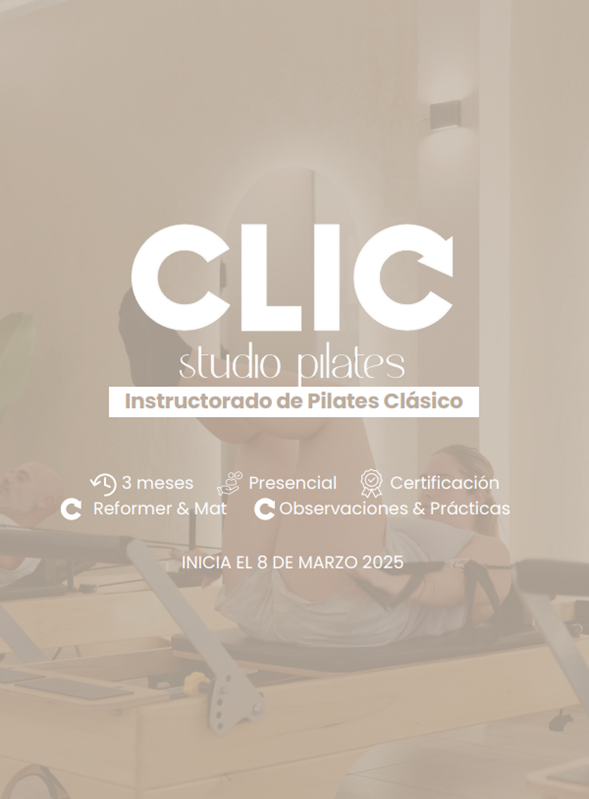 CLIC
studio pilates
Instructorado de Pilates Clásico
3 meses Presencial Certificación
Reformer & Mat Observaciones & Prácticas
INICIA EL 8 DE MARZO 2025